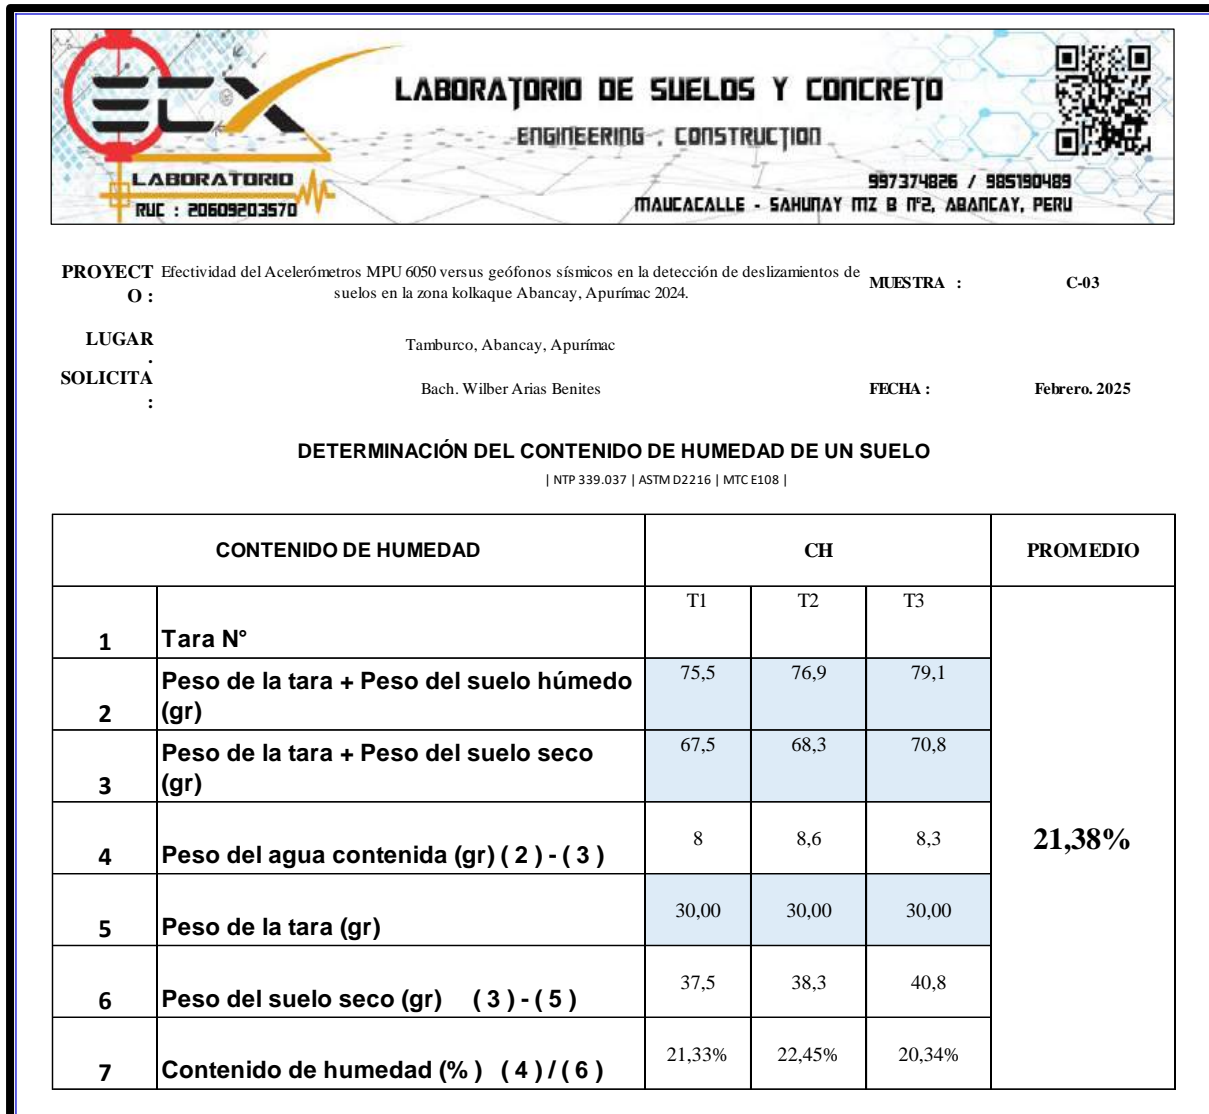 ECX
LABORATORIO DE SUELOS Y CONCRETO
ENGINEERING , CONSTRUCTION
LABORATORIO
997374826 / 985190489
RUC : 20609203570
MAUCACALLE - SAHUNAY MZ B N°2, ABANCAY, PERU
PROYECT
O :
Efectividad del Acelerómetros MPU 6050 versus geófonos sísmicos en la detección de deslizamientos de
suelos en la zona kolkaque Abancay, Apurímac 2024.
MUESTRA :
C-03
LUGAR
:
Tamburco, Abancay, Apurímac
SOLICITA
:
Bach. Wilber Arias Benites
FECHA :
Febrero. 2025
DETERMINACIÓN DEL CONTENIDO DE HUMEDAD DE UN SUELO
| NTP 339.037 | ASTM D2216 | MTC E108 |
CONTENIDO DE HUMEDAD CH PROMEDIO
1 Tara N° T1 T2 T3
2 Peso de la tara + Peso del suelo húmedo
(gr) 75,5 76,9 79,1
3 Peso de la tara + Peso del suelo seco
(gr) 67,5 68,3 70,8
4 Peso del agua contenida (gr) ( 2 ) - ( 3 ) 8 8,6 8,3
21,38%
5 Peso de la tara (gr) 30,00 30,00 30,00
6 Peso del suelo seco (gr) ( 3 ) - ( 5 ) 37,5 38,3 40,8
7 Contenido de humedad (% ) ( 4 ) / ( 6 ) 21,33% 22,45% 20,34%